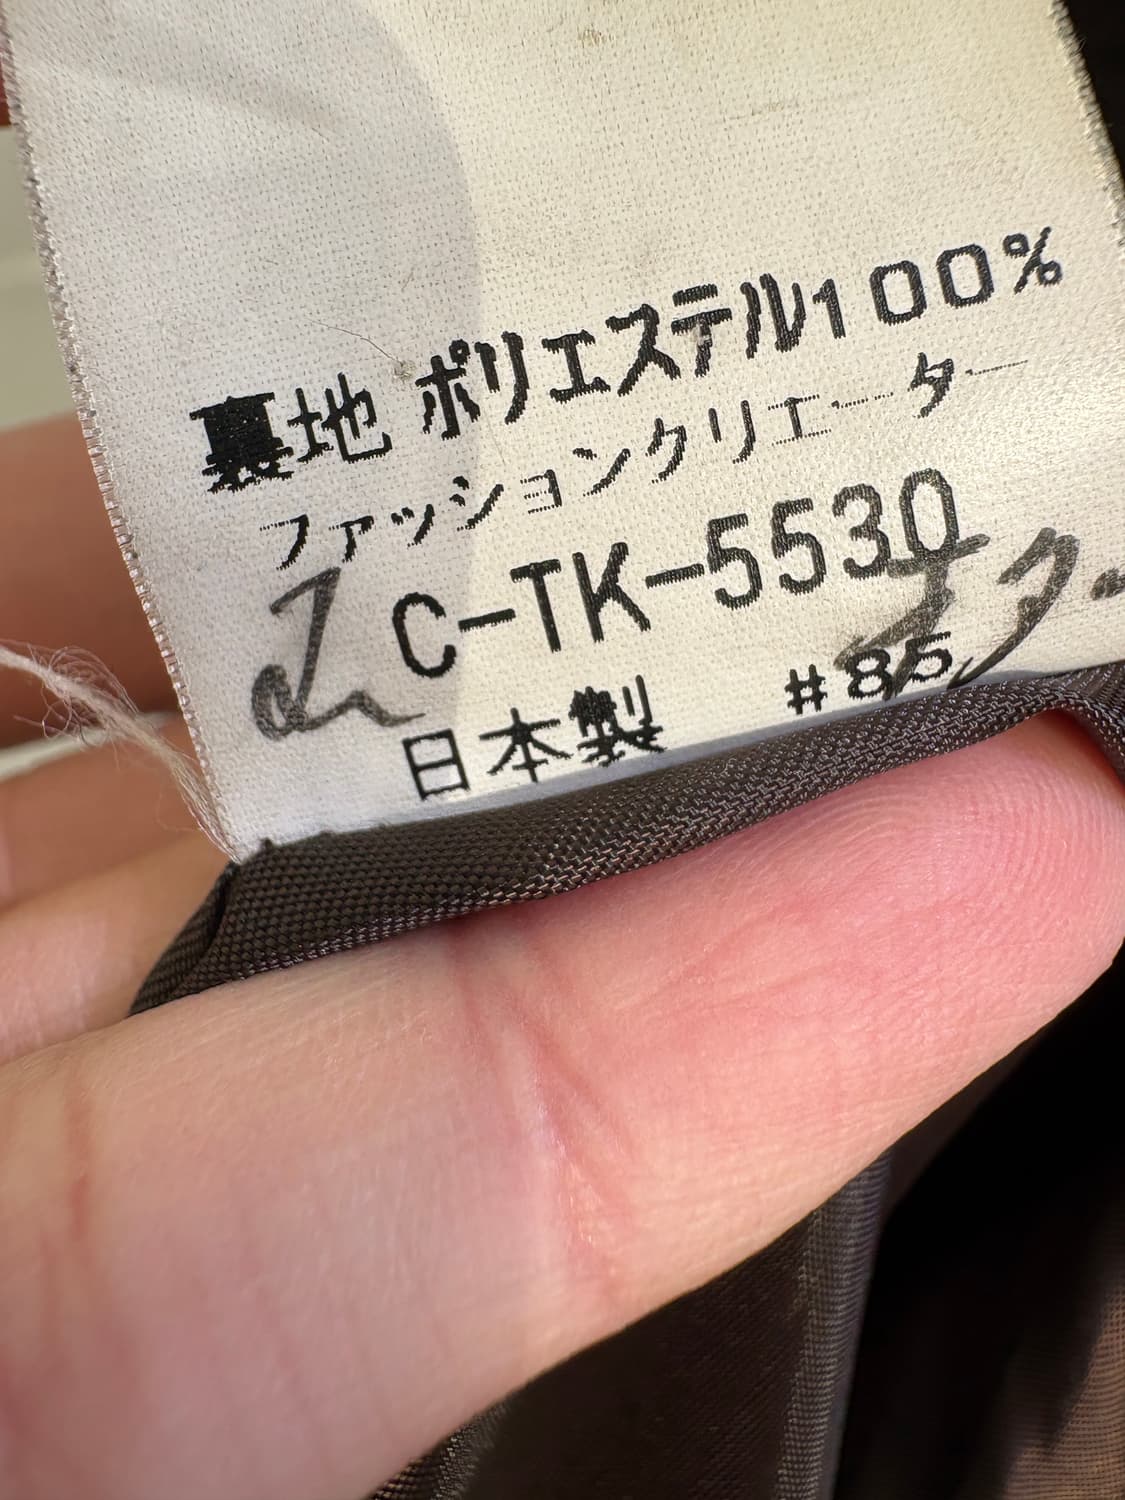 裏地 ポリエステル100%
ファッションクリエーター
C-TK-5530
日本製 #85